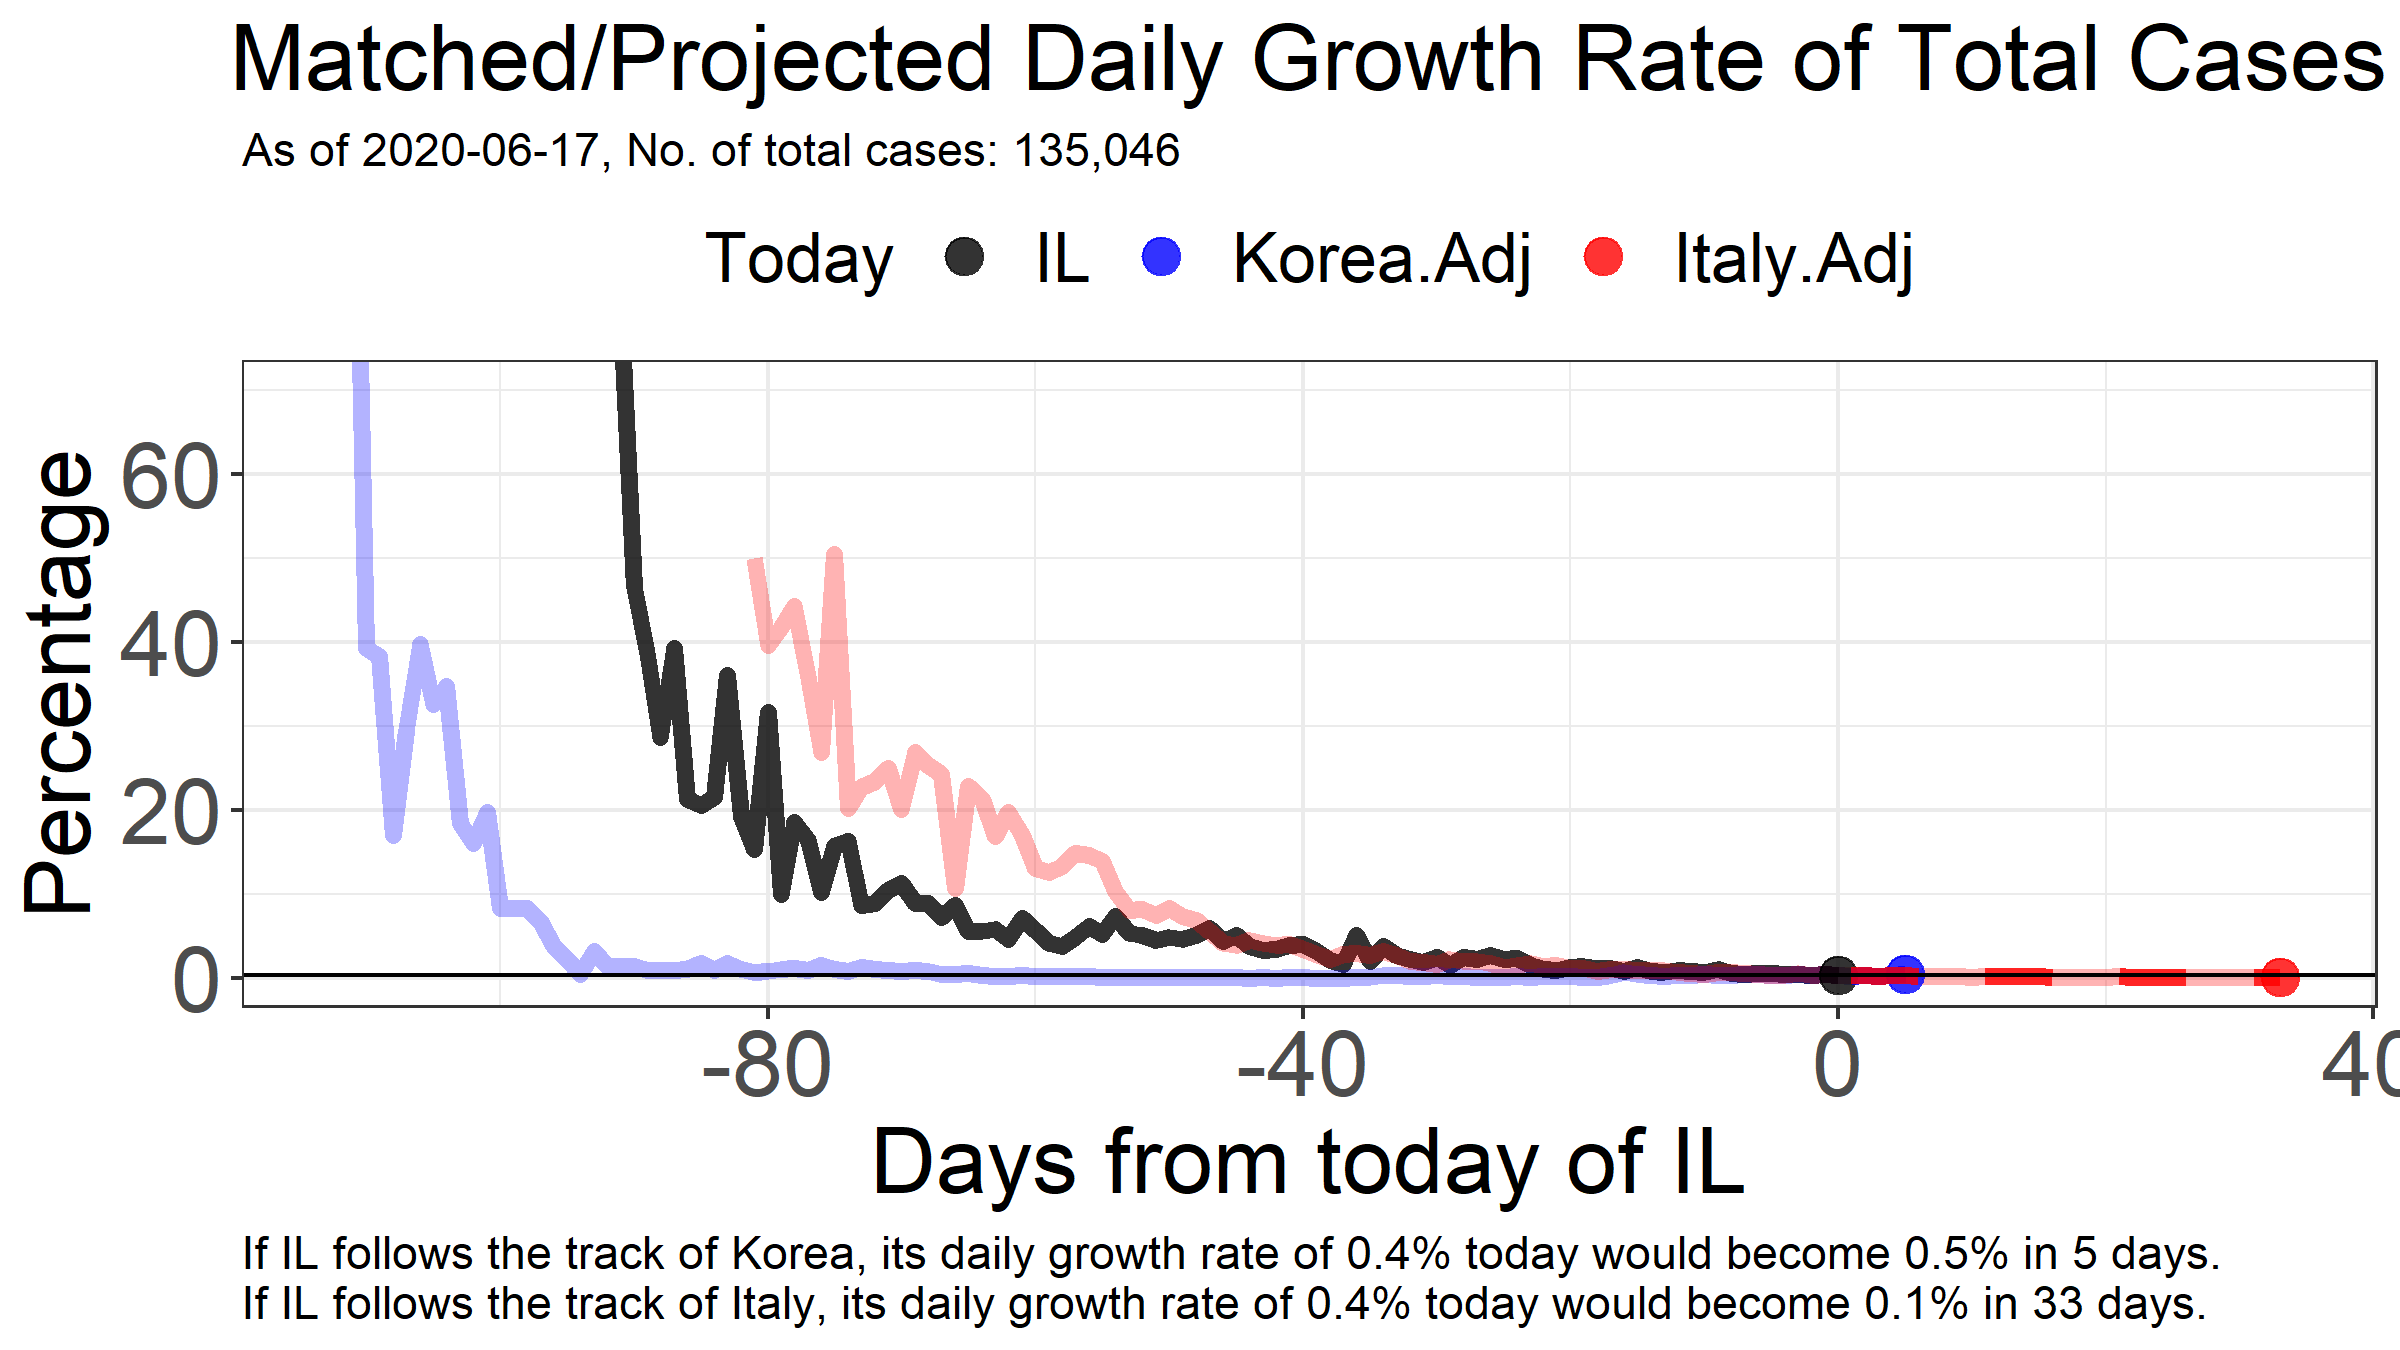 Matched/Projected Daily Growth Rate of Total Cases
As of 2020-06-17, No. of total cases: 135,046
Today IL Korea.Adj Italy.Adj
Percentage
60
40
20
0
-80 -40 0 40
Days from today of IL
If IL follows the track of Korea, its daily growth rate of 0.4% today would become 0.5% in 5 days.
If IL follows the track of Italy, its daily growth rate of 0.4% today would become 0.1% in 33 days.